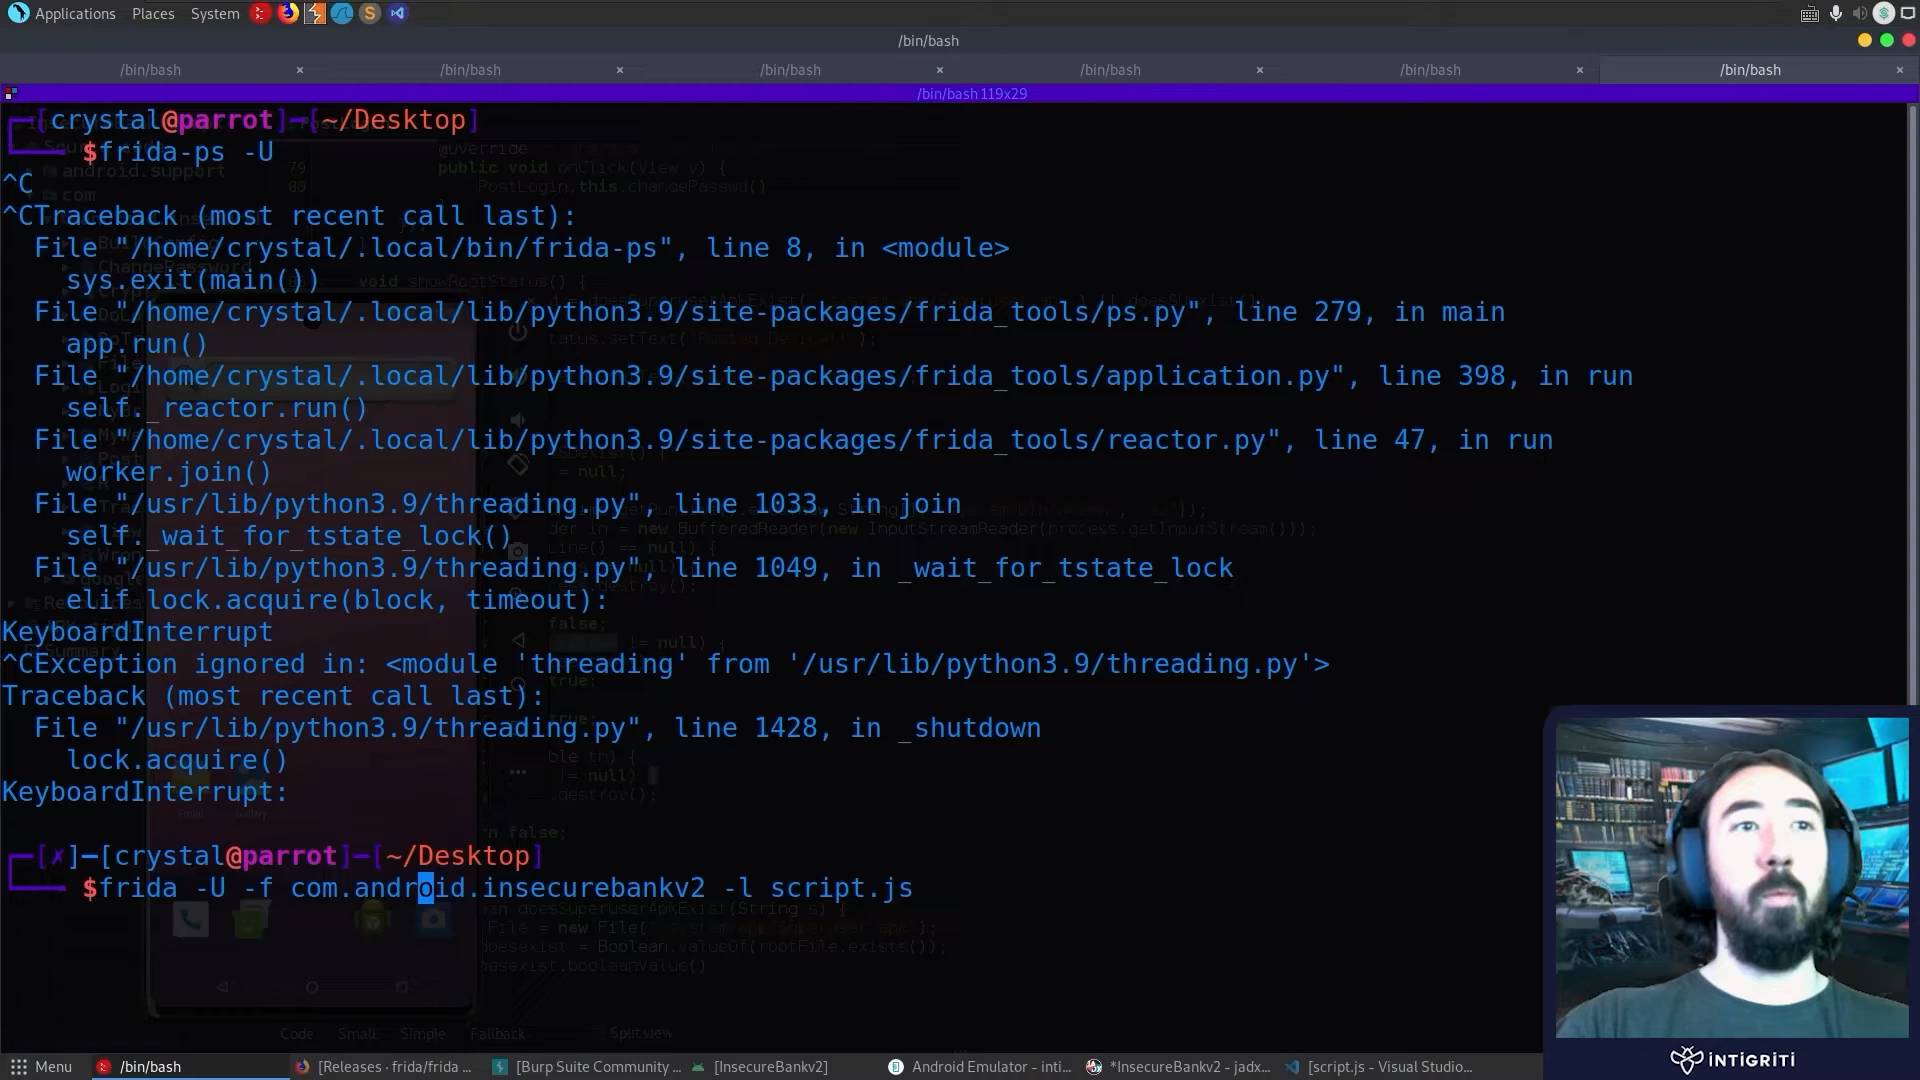 Applications Places System
/bin/bash
/bin/bash × /bin/bash × /bin/bash × /bin/bash × /bin/bash × /bin/bash ×
/bin/bash 119x29
[crystal@parrot]─[~/Desktop]
$frida-ps -U
^C
^CTraceback (most recent call last):
File "/home/crystal/.local/bin/frida-ps", line 8, in <module>
sys.exit(main())
File "/home/crystal/.local/lib/python3.9/site-packages/frida_tools/ps.py", line 279, in main
app.run()
File "/home/crystal/.local/lib/python3.9/site-packages/frida_tools/application.py", line 398, in run
self._reactor.run()
File "/home/crystal/.local/lib/python3.9/site-packages/frida_tools/reactor.py", line 47, in run
worker.join()
File "/usr/lib/python3.9/threading.py", line 1033, in join
self._wait_for_tstate_lock()
File "/usr/lib/python3.9/threading.py", line 1049, in _wait_for_tstate_lock
elif lock.acquire(block, timeout):
KeyboardInterrupt
^CException ignored in: <module 'threading' from '/usr/lib/python3.9/threading.py'>
Traceback (most recent call last):
File "/usr/lib/python3.9/threading.py", line 1428, in _shutdown
lock.acquire()
KeyboardInterrupt:
[✗]─[crystal@parrot]─[~/Desktop]
$frida -U -f com.android.insecurebankv2 -l script.js
Code Small Simple Fallback Split view
Menu /bin/bash [Releases · frida/frida ... [Burp Suite Community ... [InsecureBankv2] Android Emulator - inti... *InsecureBankv2 - jadx... [script.js - Visual Studio...
INTIGRITI